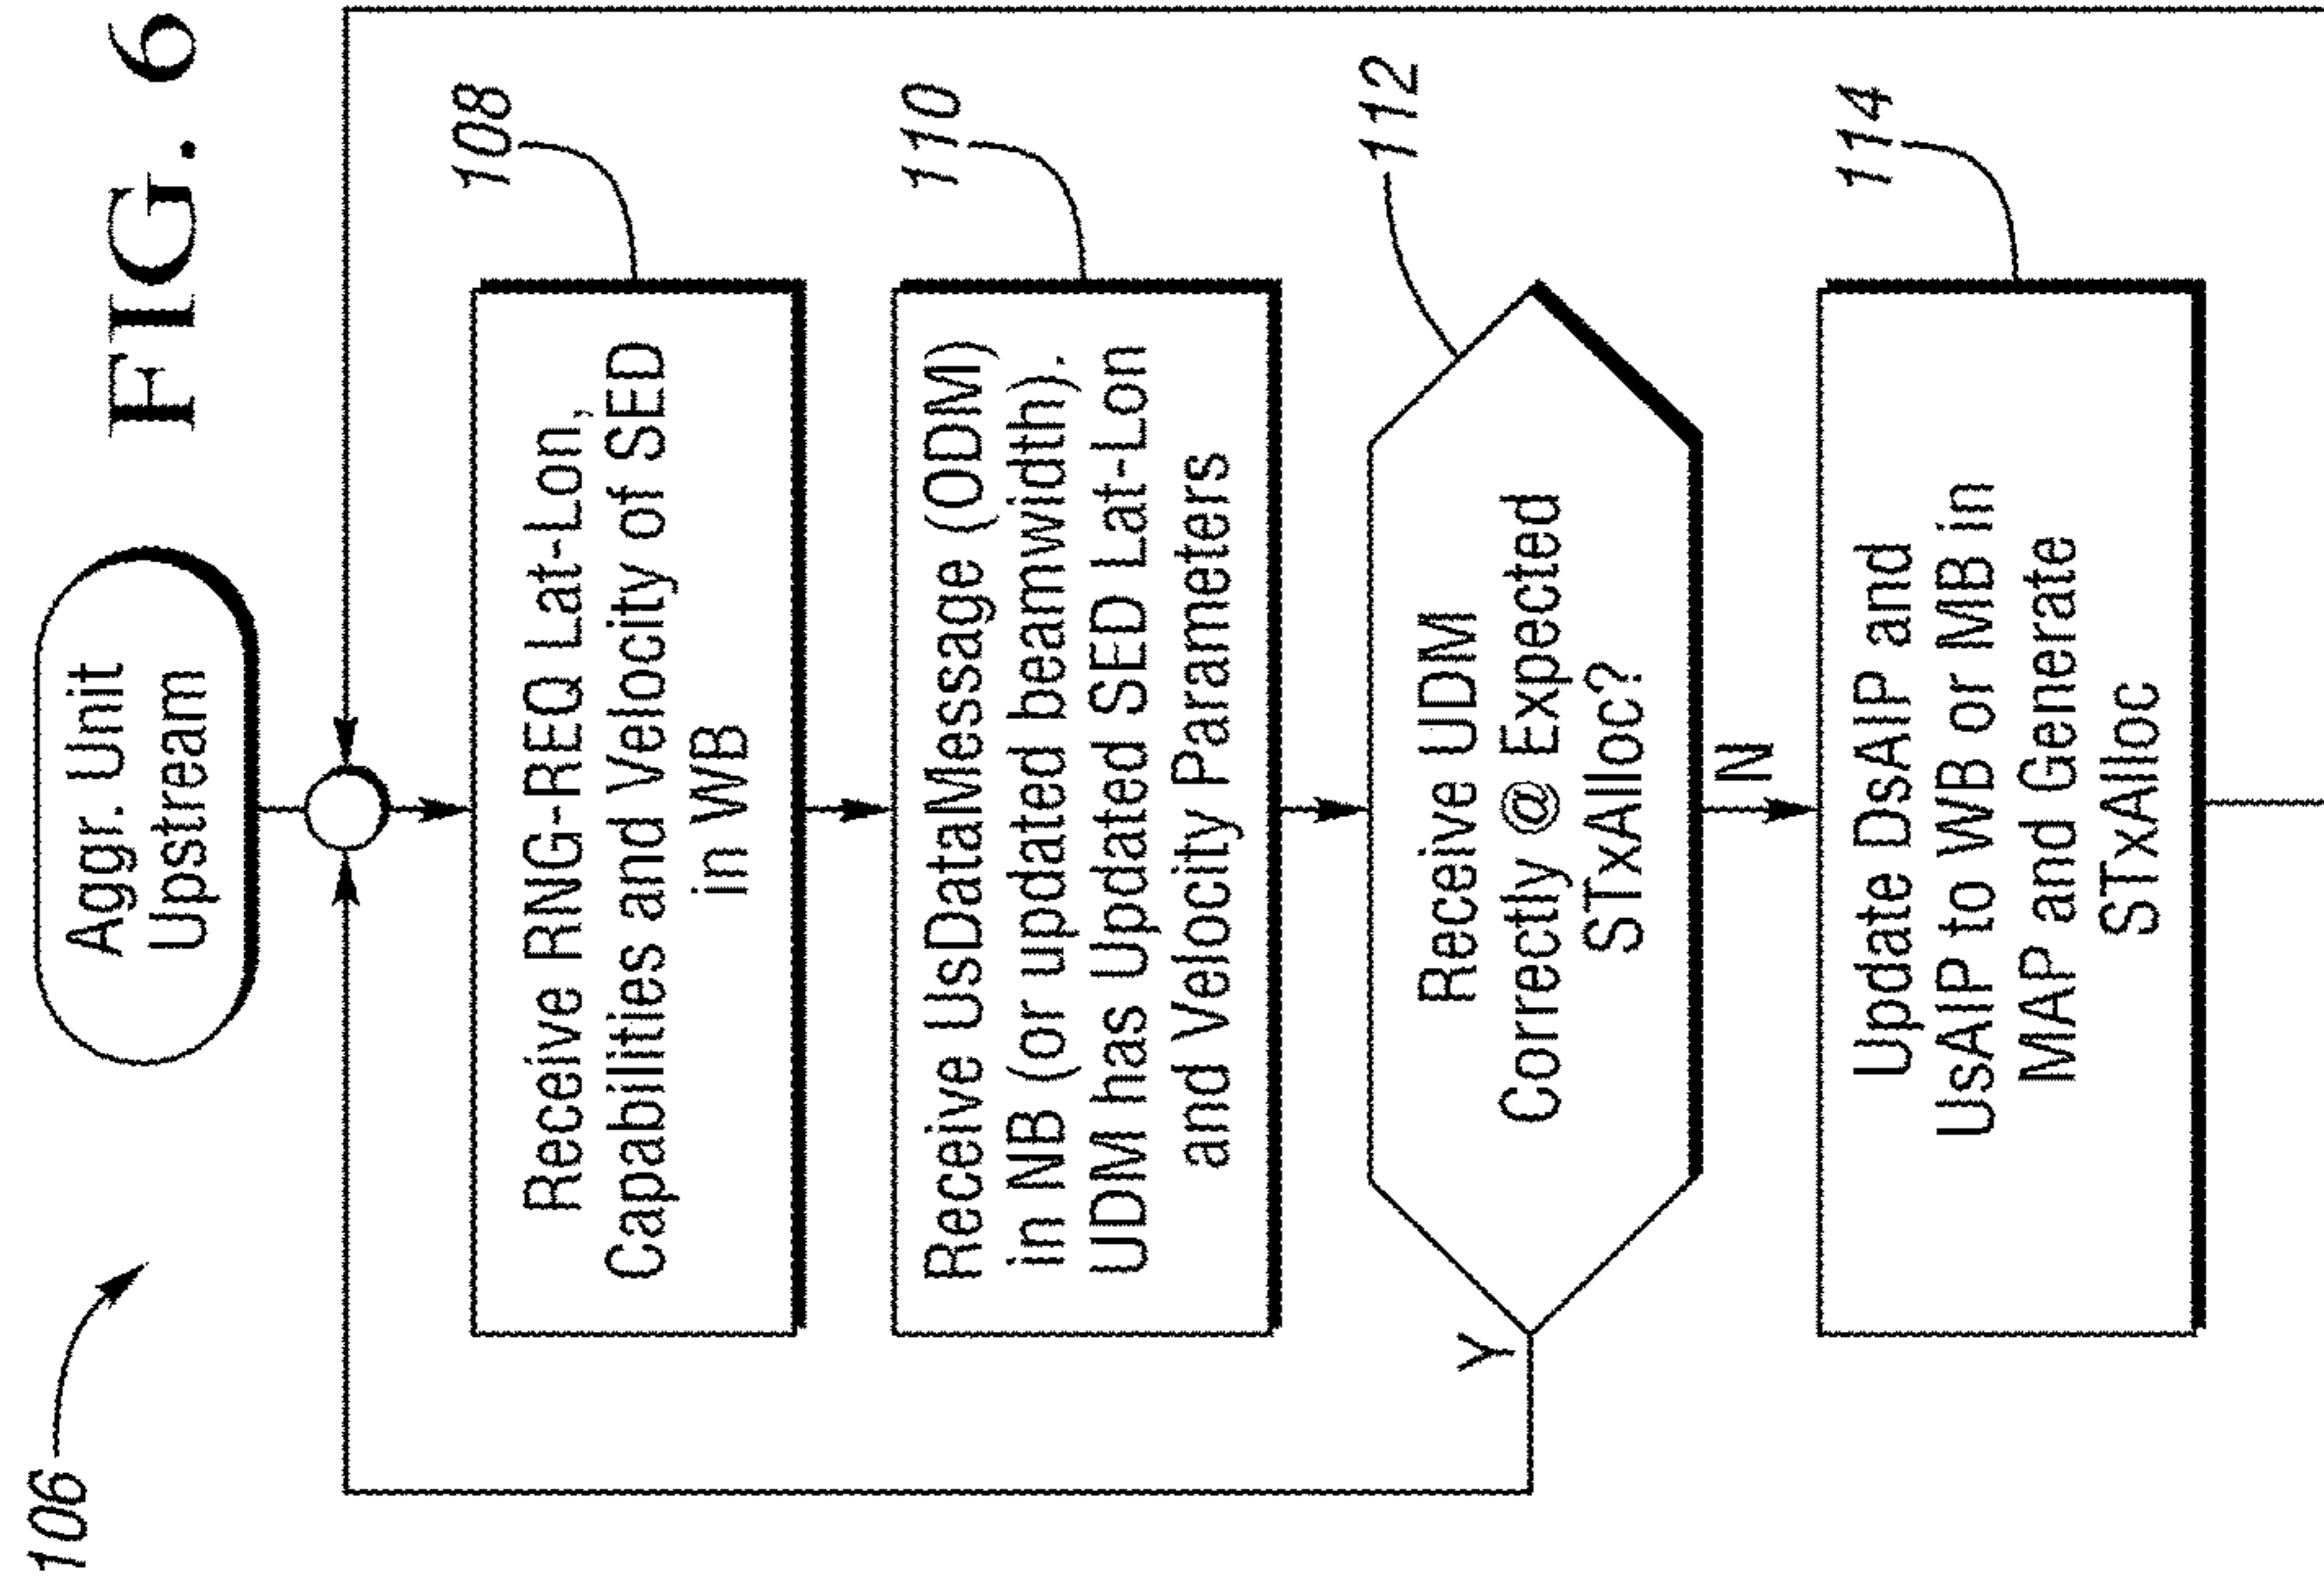 FIG. 6
106
Aggr. Unit
Upstream
108
Receive RNG-REQ Lat-Lon,
Capabilities and Velocity of SED
in WB
110
Receive UsDataMessage (ODM)
in NB (or updated beamwidth).
UDM has Updated SED Lat-Lon
and Velocity Parameters
112
Receive UDM
Correctly @ Expected
STxAlloc?
Y
N
114
Update DsAIP and
UsAIP to WB or MB in
MAP and Generate
STxAlloc